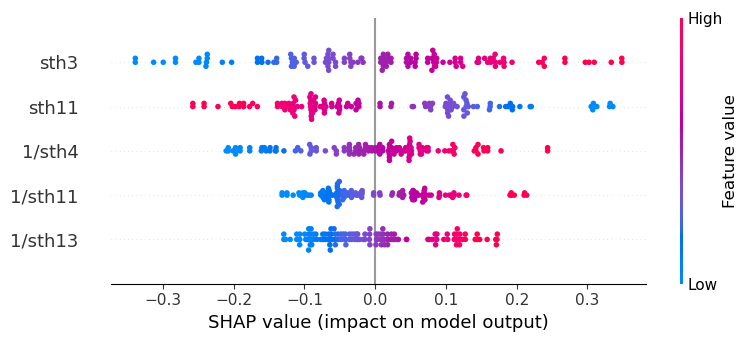 High
sth3
sth11
1/sth4
1/sth11
1/sth13
Feature value
Low
−0.3 −0.2 −0.1 0.0 0.1 0.2 0.3
SHAP value (impact on model output)